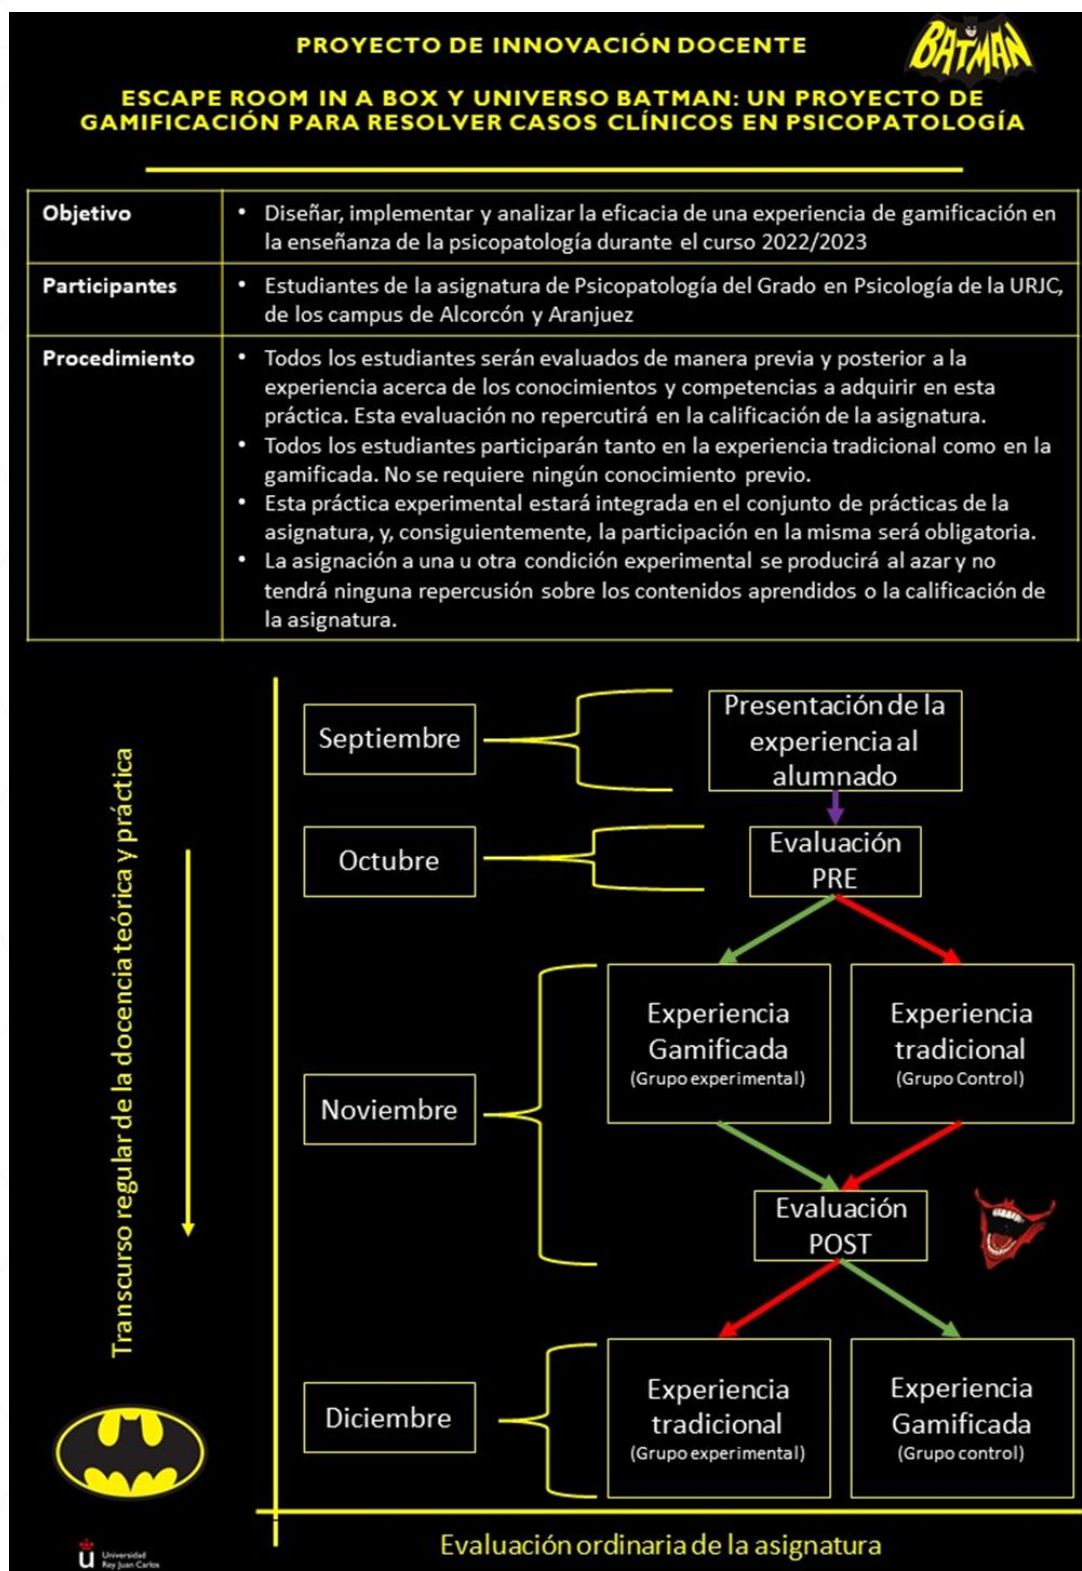 BATMAN
PROYECTO DE INNOVACIÓN DOCENTE
ESCAPE ROOM IN A BOX Y UNIVERSO BATMAN: UN PROYECTO DE
GAMIFICACIÓN PARA RESOLVER CASOS CLÍNICOS EN PSICOPATOLOGÍA
Objetivo
• Diseñar, implementar y analizar la eficacia de una experiencia de gamificación en
la enseñanza de la psicopatología durante el curso 2022/2023
Participantes
• Estudiantes de la asignatura de Psicopatología del Grado en Psicología de la URJC,
de los campus de Alcorcón y Aranjuez
Procedimiento
• Todos los estudiantes serán evaluados de manera previa y posterior a la
experiencia acerca de los conocimientos y competencias a adquirir en esta
práctica. Esta evaluación no repercutirá en la calificación de la asignatura.
• Todos los estudiantes participarán tanto en la experiencia tradicional como en la
gamificada. No se requiere ningún conocimiento previo.
• Esta práctica experimental estará integrada en el conjunto de prácticas de la
asignatura, y, consiguientemente, la participación en la misma será obligatoria.
• La asignación a una u otra condición experimental se producirá al azar y no
tendrá ninguna repercusión sobre los contenidos aprendidos o la calificación de
la asignatura.
Transcurso regular de la docencia teórica y práctica
Septiembre
Presentación de la
experiencia al
alumnado
Octubre
Evaluación
PRE
Noviembre
Experiencia
Gamificada
(Grupo experimental)
Experiencia
tradicional
(Grupo Control)
Evaluación
POST
Diciembre
Experiencia
tradicional
(Grupo experimental)
Experiencia
Gamificada
(Grupo control)
Evaluación ordinaria de la asignatura
u
Universidad
Rey Juan Carlos